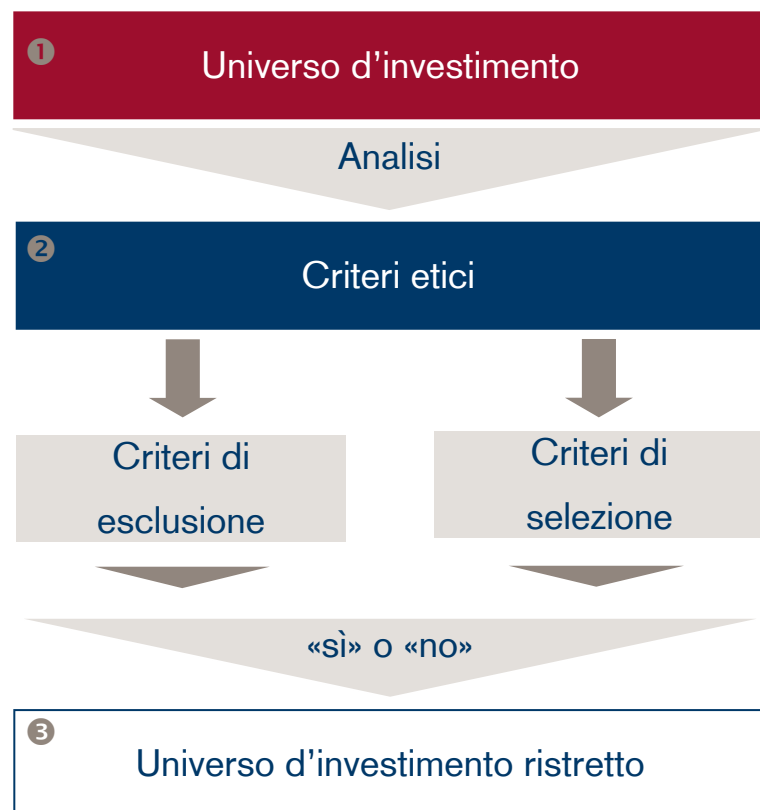 ❶
Universo d’investimento
Analisi
❷
Criteri etici
Criteri di
esclusione
Criteri di
selezione
«sì» o «no»
❸
Universo d’investimento ristretto